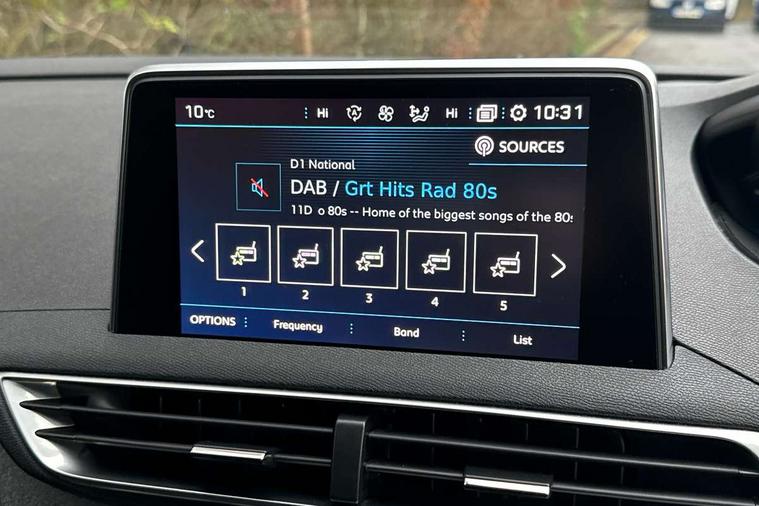 10°C Hi A Hi 10:31
SOURCES
D1 National
DAB / Grt Hits Rad 80s
11D o 80s -- Home of the biggest songs of the 80s
1 2 3 4 5
OPTIONS Frequency Band List